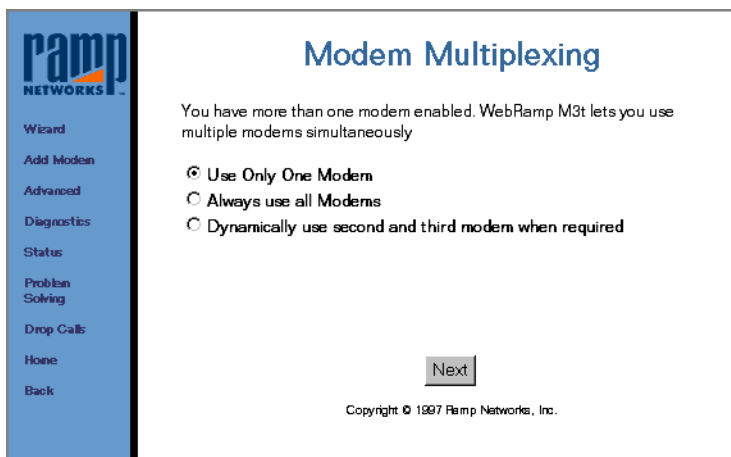 ramp
NETWORKS
Wizard
Add Modem
Advanced
Diagnostics
Status
Problem
Solving
Drop Calls
Home
Back
Modem Multiplexing
You have more than one modem enabled. WebRamp M3t lets you use
multiple modems simultaneously
Use Only One Modem
Always use all Modems
Dynamically use second and third modem when required
Next
Copyright © 1997 Ramp Networks, Inc.